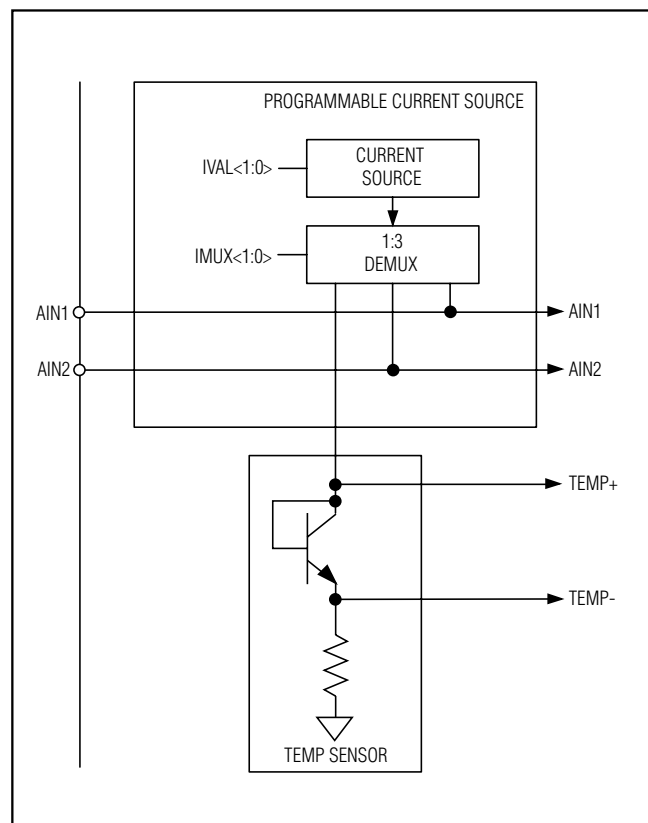 PROGRAMMABLE CURRENT SOURCE
CURRENT
SOURCE
IVAL<1:0>
1:3
DEMUX
IMUX<1:0>
AIN1
AIN1
AIN2
AIN2
TEMP+
TEMP-
TEMP SENSOR